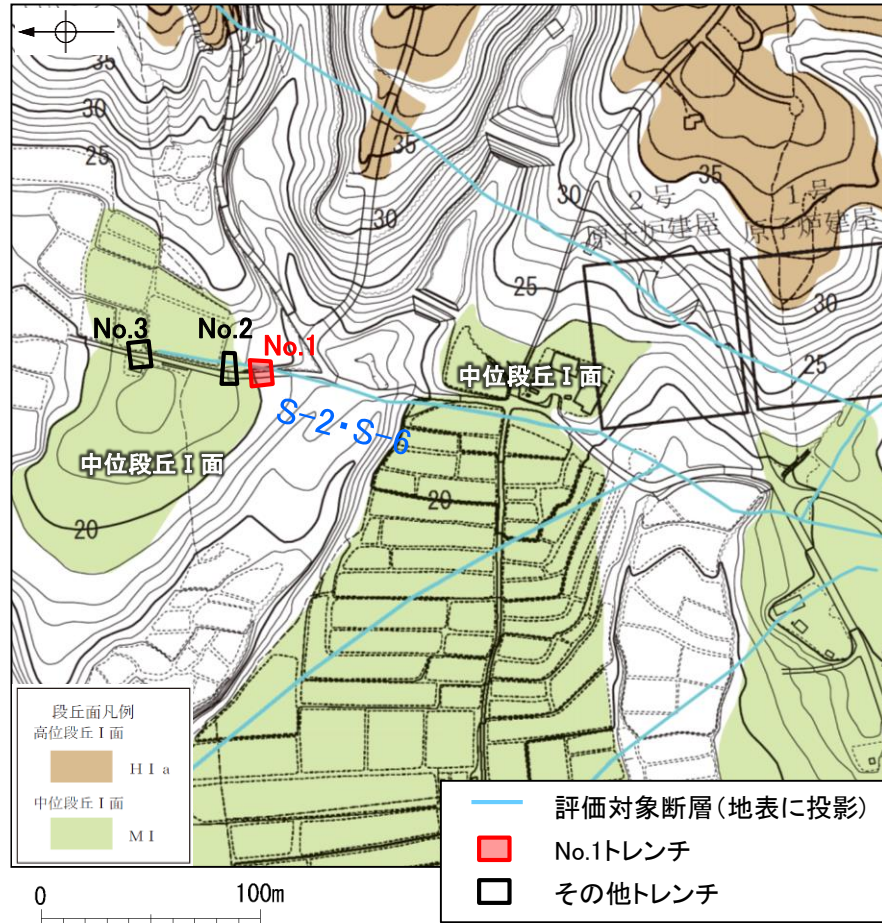 35
30
25
35
30
30
35
2号
原子炉建屋
1号
原子炉建屋
25
30
25
No.3
No.2
No.1
中位段丘Ⅰ面
S-2・S-6
中位段丘Ⅰ面
20
20
段丘面凡例
高位段丘Ⅰ面
HⅠa
中位段丘Ⅰ面
MⅠ
評価対象断層(地表に投影)
No.1トレンチ
その他トレンチ
0 100m